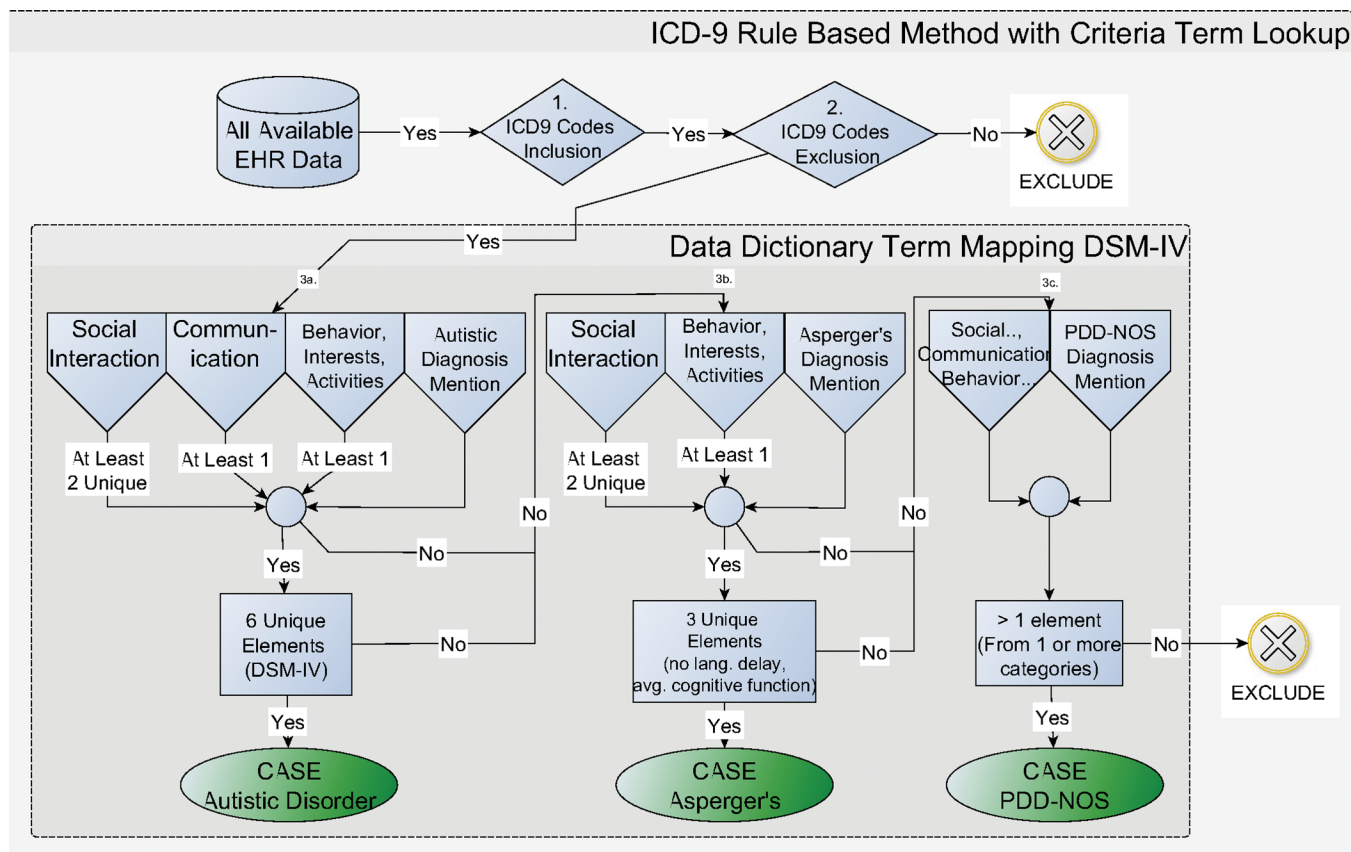 ICD-9 Rule Based Method with Criteria Term Lookup
All Available
EHR Data
Yes
1.
ICD9 Codes
Inclusion
Yes
2.
ICD9 Codes
Exclusion
No
EXCLUDE
Yes
Data Dictionary Term Mapping DSM-IV
3a.
Social
Interaction
Commun-
ication
Behavior,
Interests,
Activities
Autistic
Diagnosis
Mention
At Least
2 Unique
At Least 1
At Least 1
No
No
Yes
6 Unique
Elements
(DSM-IV)
No
Yes
CASE
Autistic Disorder
3b.
Social
Interaction
Behavior,
Interests,
Activities
Asperger's
Diagnosis
Mention
At Least
2 Unique
At Least 1
No
No
Yes
3 Unique
Elements
(no lang. delay,
avg. cognitive function)
No
Yes
CASE
Asperger's
3c.
Social..,
Communication
Behavior...
PDD-NOS
Diagnosis
Mention
> 1 element
(From 1 or more
categories)
No
EXCLUDE
Yes
CASE
PDD-NOS